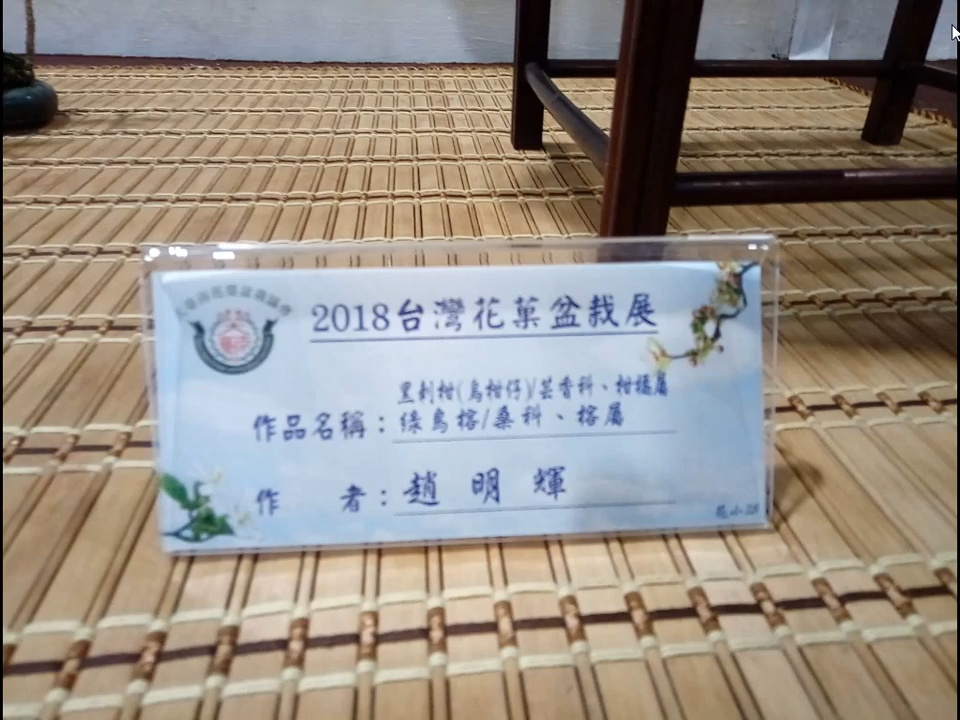 2018台灣花菓盆栽展
黑刺柑(烏柑仔)/芸香科、柑橘屬
作品名稱：綠島榕/桑科、榕屬
作 者：趙 明 輝